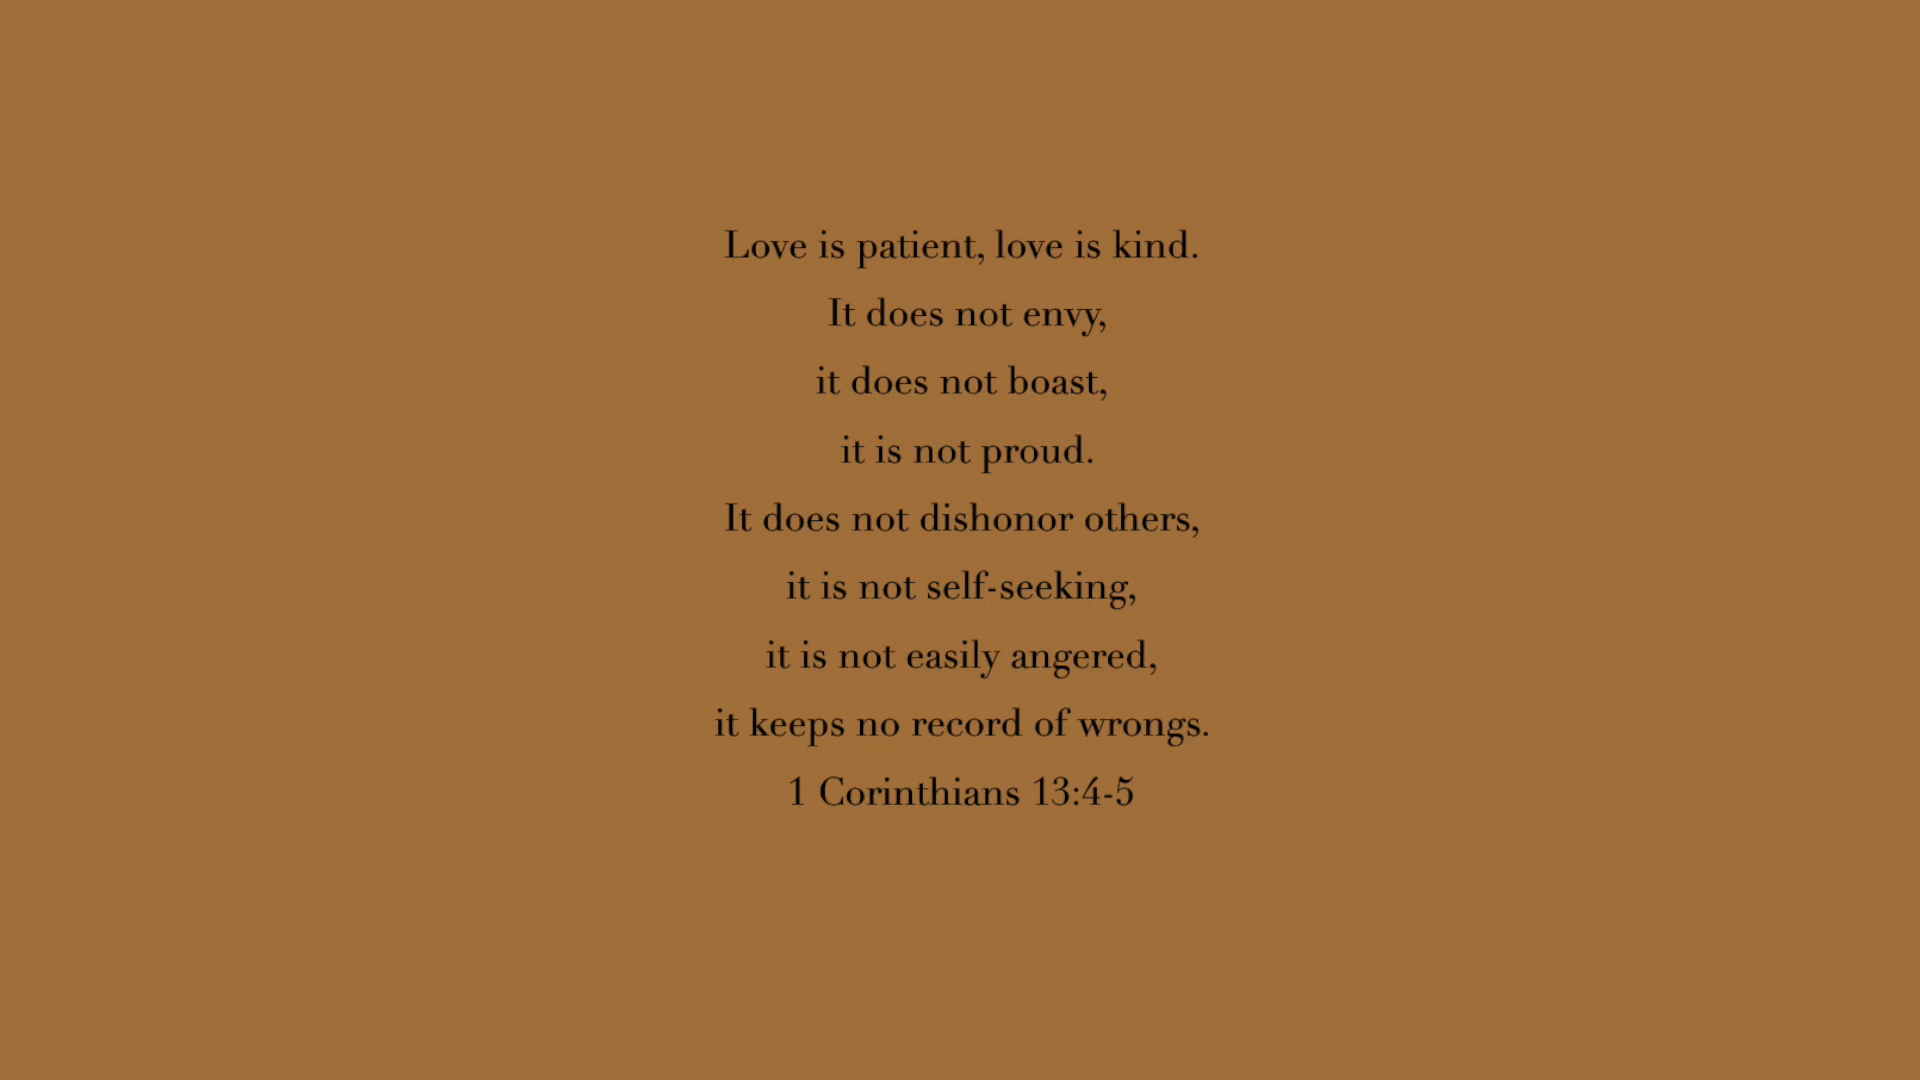 Love is patient, love is kind.
It does not envy,
it does not boast,
it is not proud.
It does not dishonor others,
it is not self-seeking,
it is not easily angered,
it keeps no record of wrongs.
1 Corinthians 13:4-5